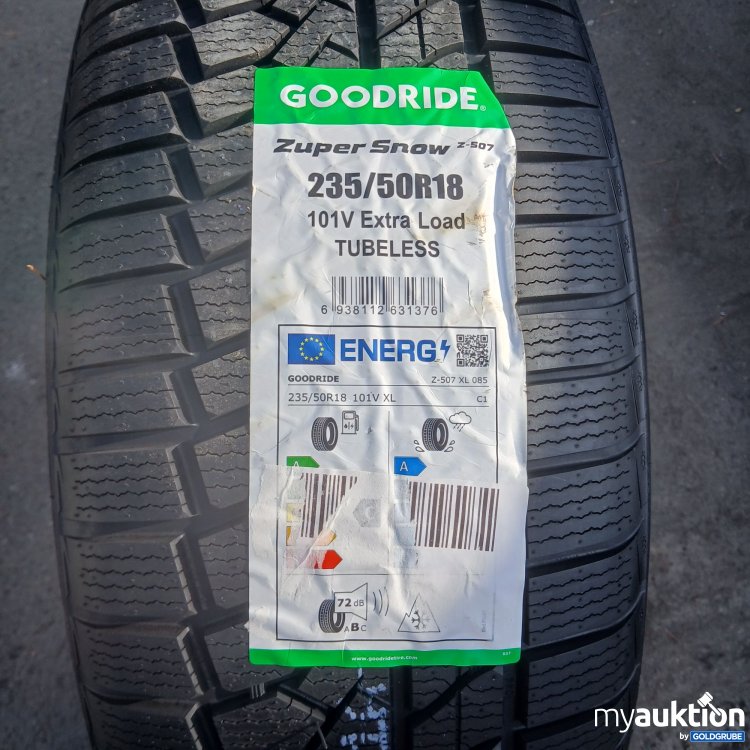 GOODRIDE®
Zuper Snow Z-507
235/50R18
101V Extra Load
TUBELESS
6 938112 631376
ENERG
GOODRIDE Z-507 XL 085
235/50R18 101V XL C1
A A
C
72 dB
ABC
www.goodridetire.com
myauktion
by GOLDGRUBE